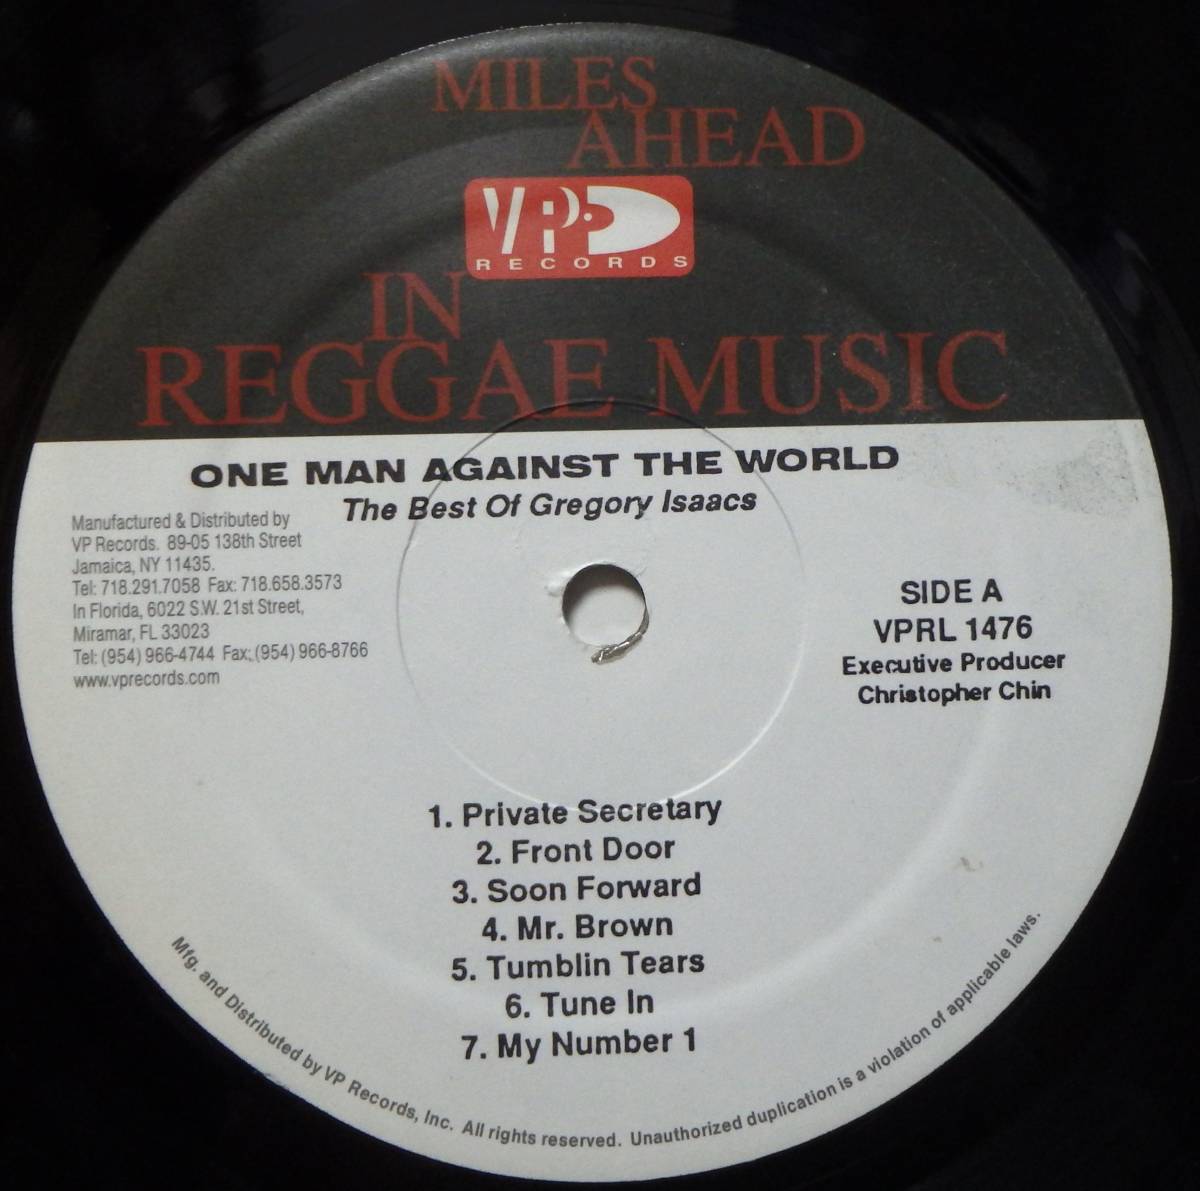 MILES
AHEAD
VP
RECORDS
IN
REGGAE MUSIC
ONE MAN AGAINST THE WORLD
The Best Of Gregory Isaacs
Manufactured & Distributed by
VP Records. 89-05 138th Street
Jamaica, NY 11435.
Tel: 718.291.7058 Fax: 718.658.3573
In Florida, 6022 S.W. 21st Street,
Miramar, FL 33023
Tel: (954) 966-4744 Fax: (954) 966-8766
www.vprecords.com
SIDE A
VPRL 1476
Executive Producer
Christopher Chin
1. Private Secretary
2. Front Door
3. Soon Forward
4. Mr. Brown
5. Tumblin Tears
6. Tune In
7. My Number 1
Mfg. and Distributed by VP Records, Inc. All rights reserved. Unauthorized duplication is a violation of applicable laws.